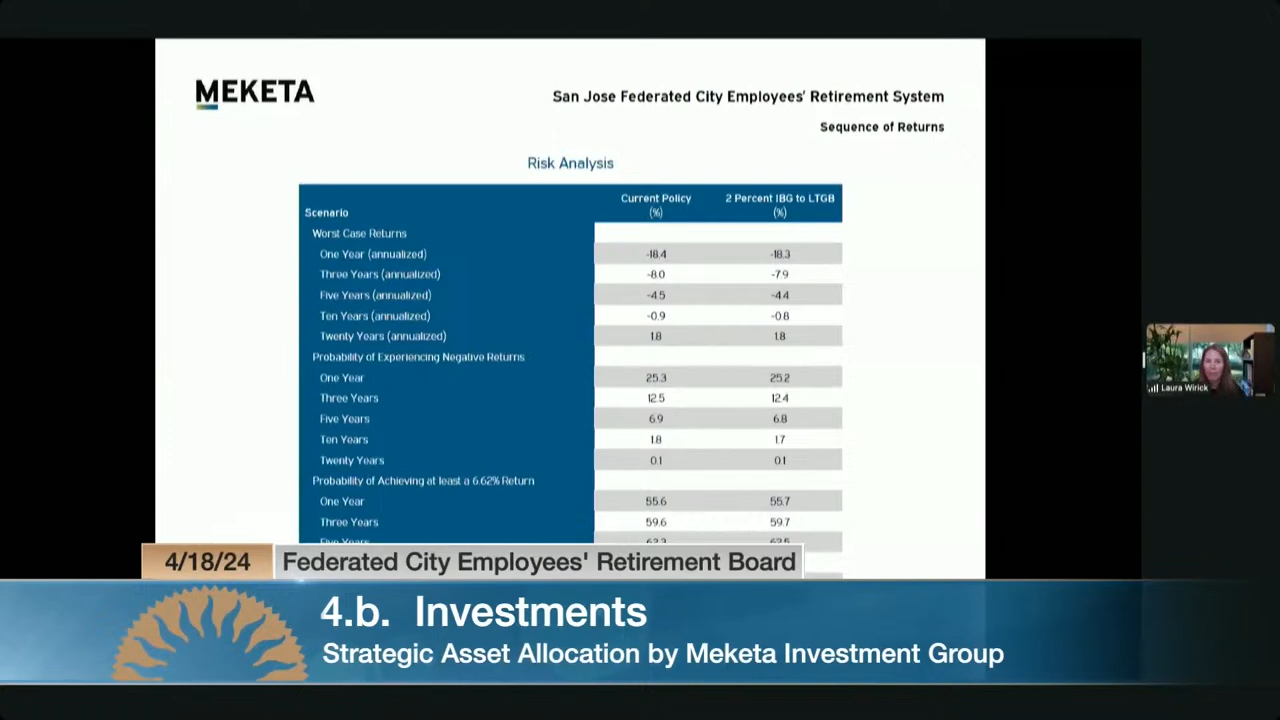 MEKETA
San Jose Federated City Employees' Retirement System
Sequence of Returns
Risk Analysis
Scenario Current Policy (%) 2 Percent IBG to LTGB (%)
Worst Case Returns
One Year (annualized) -18.4 -18.3
Three Years (annualized) -8.0 -7.9
Five Years (annualized) -4.5 -4.4
Ten Years (annualized) -0.9 -0.8
Twenty Years (annualized) 1.8 1.8
Probability of Experiencing Negative Returns
One Year 25.3 25.2
Three Years 12.5 12.4
Five Years 6.9 6.8
Ten Years 1.8 1.7
Twenty Years 0.1 0.1
Probability of Achieving at least a 6.62% Return
One Year 55.6 55.7
Three Years 59.6 59.7
Five Years
Laura Wirick
4/18/24 Federated City Employees' Retirement Board
4.b. Investments
Strategic Asset Allocation by Meketa Investment Group